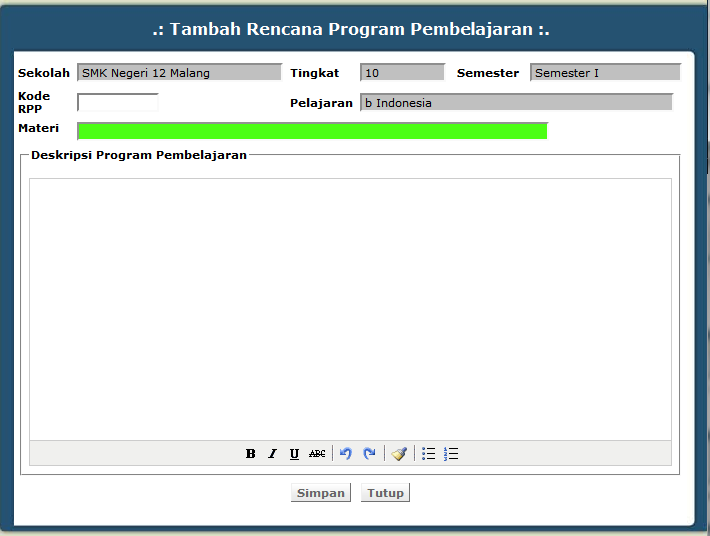 .: Tambah Rencana Program Pembelajaran :.
Sekolah SMK Negeri 12 Malang Tingkat 10 Semester Semester I
Kode RPP Pelajaran b Indonesia
Materi
Deskripsi Program Pembelajaran
B I U ABC
Simpan Tutup